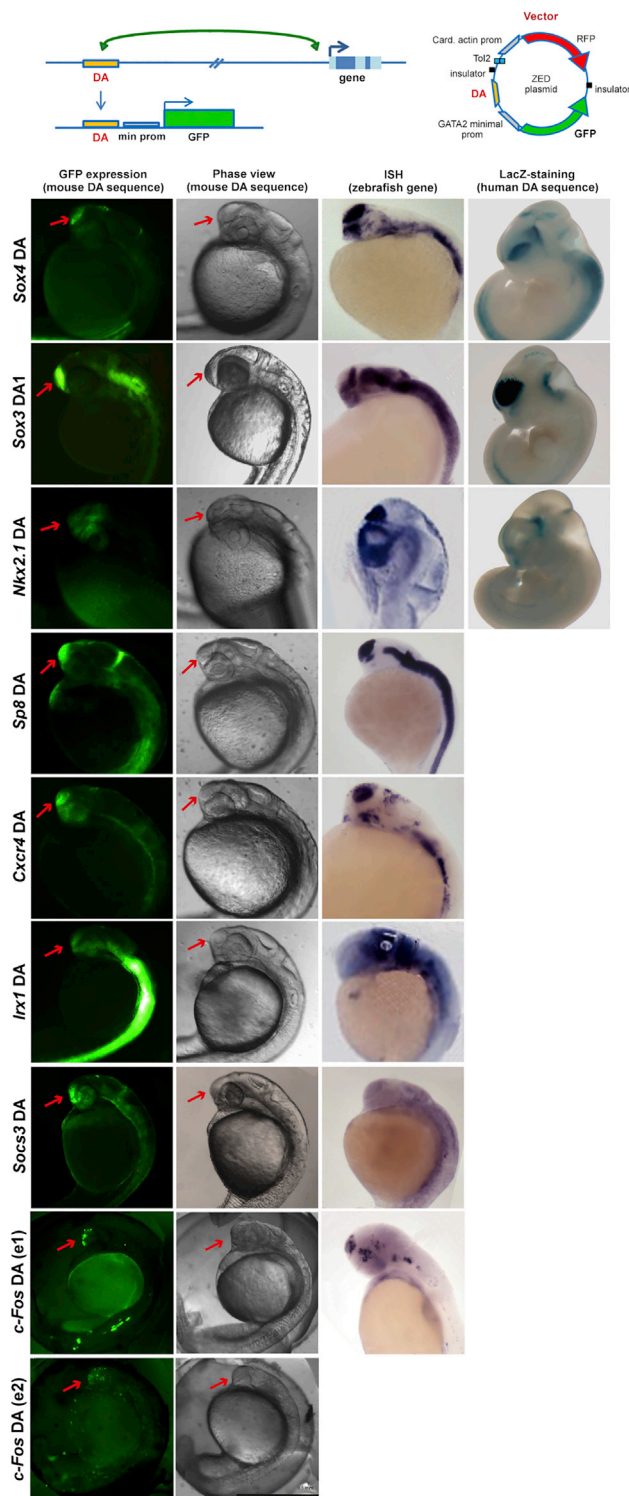 Vector
Card. actin prom
RFP
Tol2
insulator
DA
ZED
plasmid
insulator
GATA2 minimal
prom
GFP
DA
//
gene
DA
min prom
GFP
GFP expression
(mouse DA sequence)
Phase view
(mouse DA sequence)
ISH
(zebrafish gene)
LacZ-staining
(human DA sequence)
Sox4 DA
Sox3 DA1
Nkx2.1 DA
Sp8 DA
Cxcr4 DA
Irx1 DA
Socs3 DA
c-Fos DA (e1)
c-Fos DA (e2)